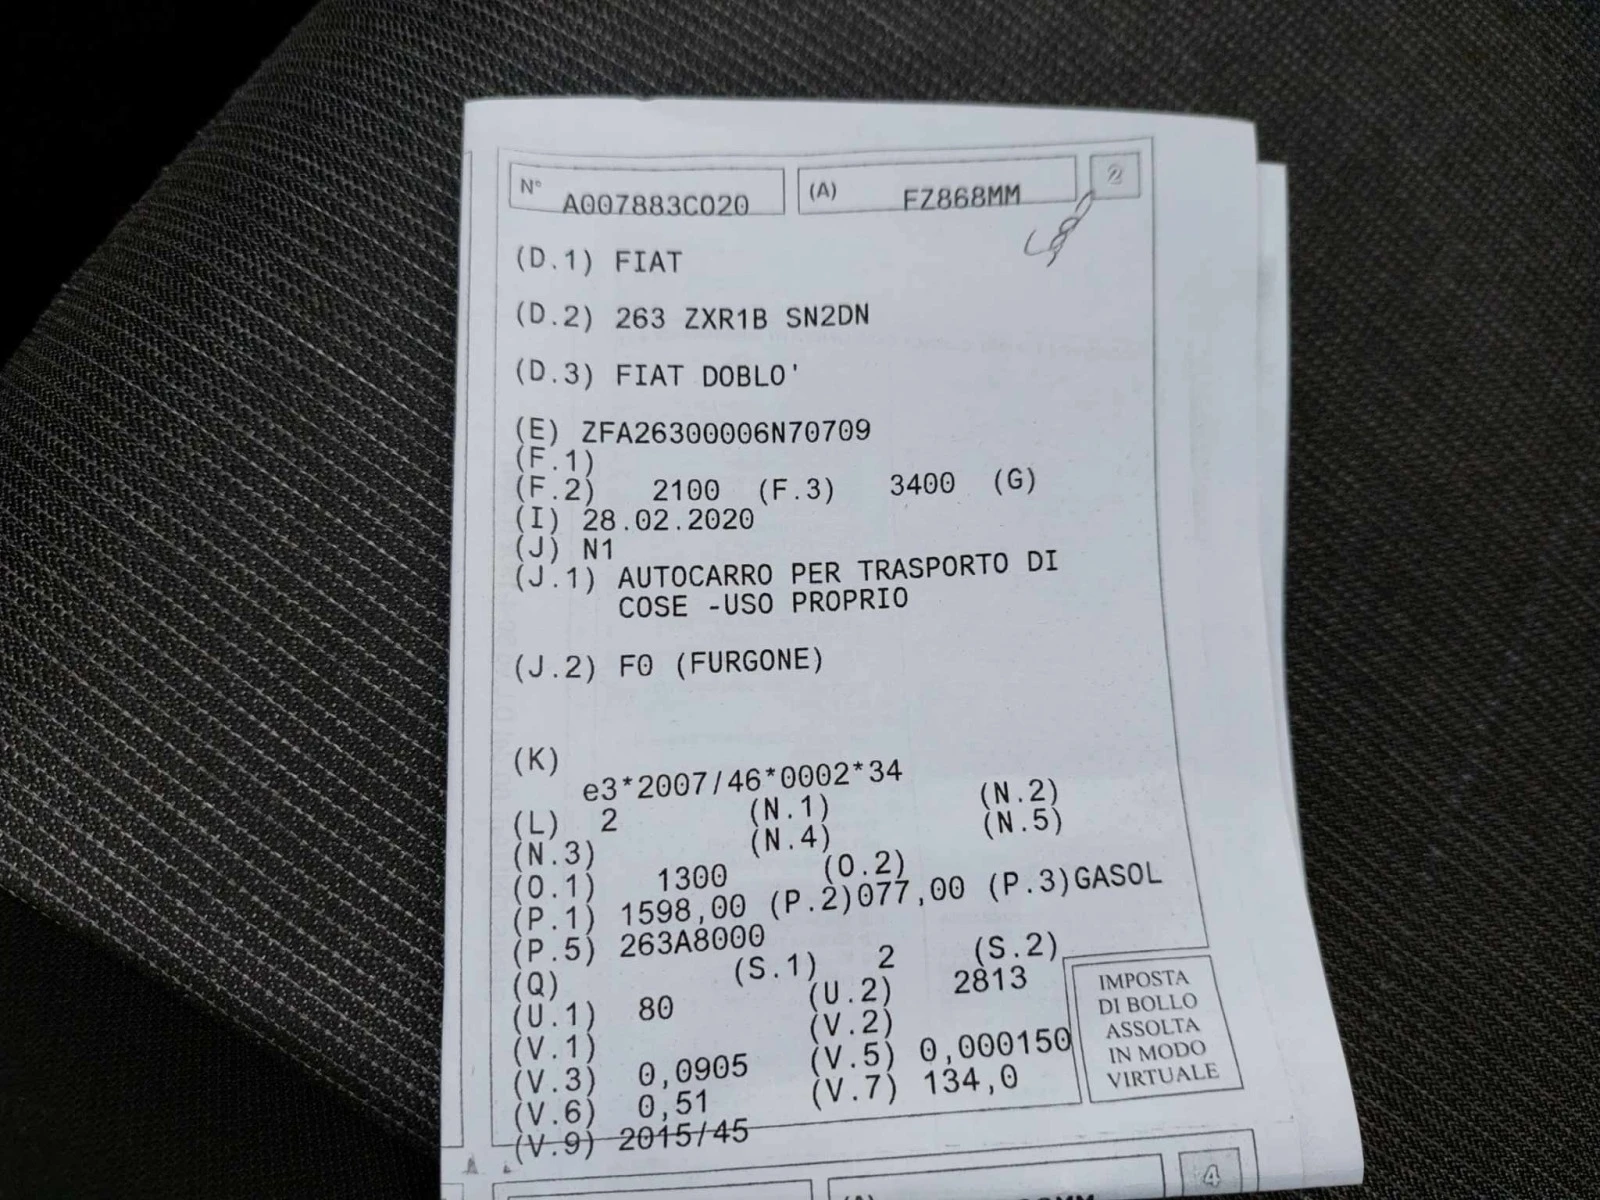 N° A007883C020 (A) FZ868MM 2
(D.1) FIAT
(D.2) 263 ZXR1B SN2DN
(D.3) FIAT DOBLO'
(E) ZFA26300006N70709
(F.1)
(F.2) 2100 (F.3) 3400 (G)
(I) 28.02.2020
(J) N1
(J.1) AUTOCARRO PER TRASPORTO DI
COSE -USO PROPRIO
(J.2) F0 (FURGONE)
(K)
e3*2007/46*0002*34
(L) 2 (N.1) (N.2)
(N.3) (N.4) (N.5)
(O.1) 1300 (O.2)
(P.1) 1598,00 (P.2)077,00 (P.3)GASOL
(P.5) 263A8000
(Q) (S.1) 2 (S.2)
(U.1) 80 (U.2) 2813
(V.1) (V.2)
(V.3) 0,0905 (V.5) 0,000150
(V.6) 0,51 (V.7) 134,0
(V.9) 2015/45
IMPOSTA
DI BOLLO
ASSOLTA
IN MODO
VIRTUALE
4